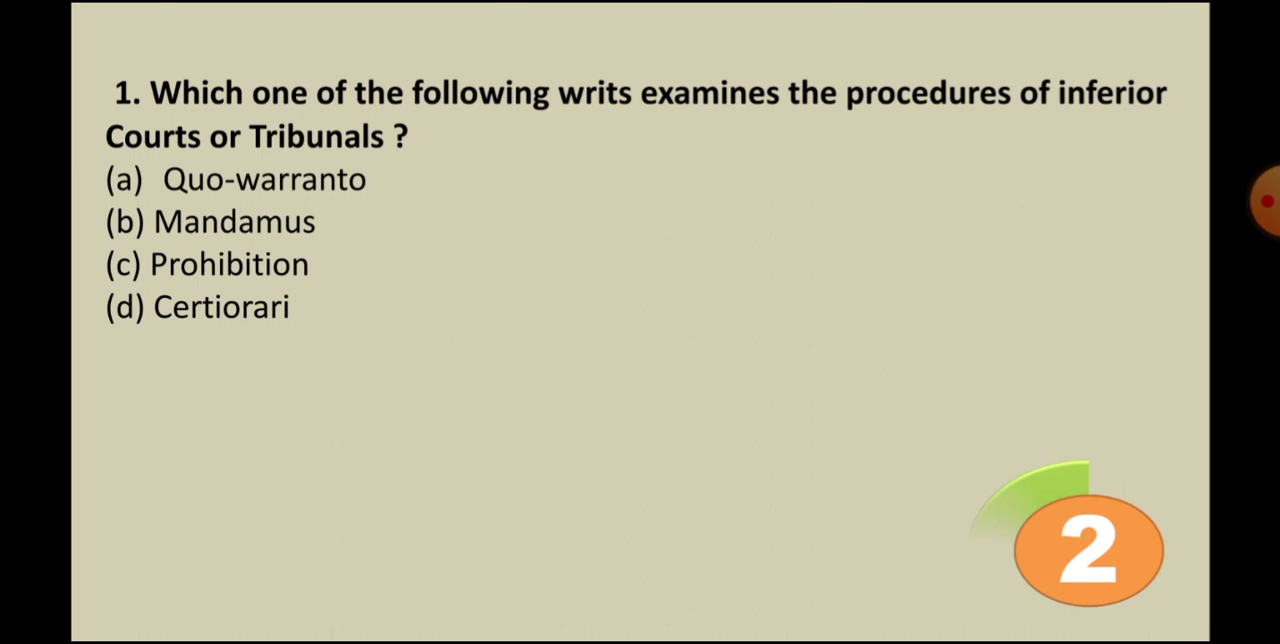 1. Which one of the following writs examines the procedures of inferior
Courts or Tribunals ?
(a) Quo-warranto
(b) Mandamus
(c) Prohibition
(d) Certiorari
2